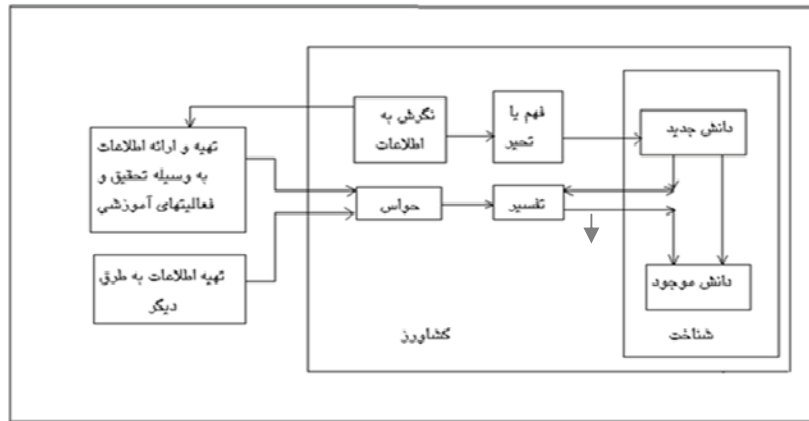 نگرش به
اطلاعات
فهم یا
تحیر
دانش جدید
تهیه و ارائه اطلاعات
به وسیله تحقیق و
فعالیتهای آموزشی
حواس
تفسیر
تهیه اطلاعات به طرق
دیگر
دانش موجود
کشاورز
شناخت